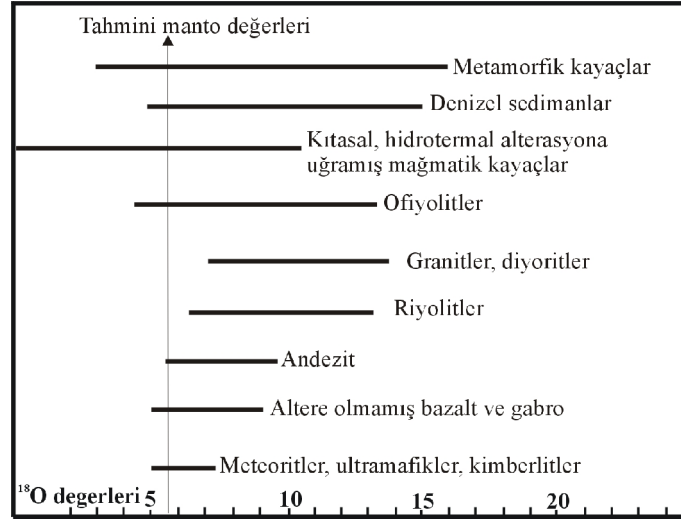 Tahmini manto değerleri
Metamorfik kayaçlar
Denizel sedimanlar
Kıtasal, hidrotermal alterasyona
uğramış mağmatik kayaçlar
Ofiyolitler
Granitler, diyoritler
Riyolitler
Andezit
Altere olmamış bazalt ve gabro
Meteoritler, ultramafikler, kimberlitler
¹⁸O degerleri 5 10 15 20